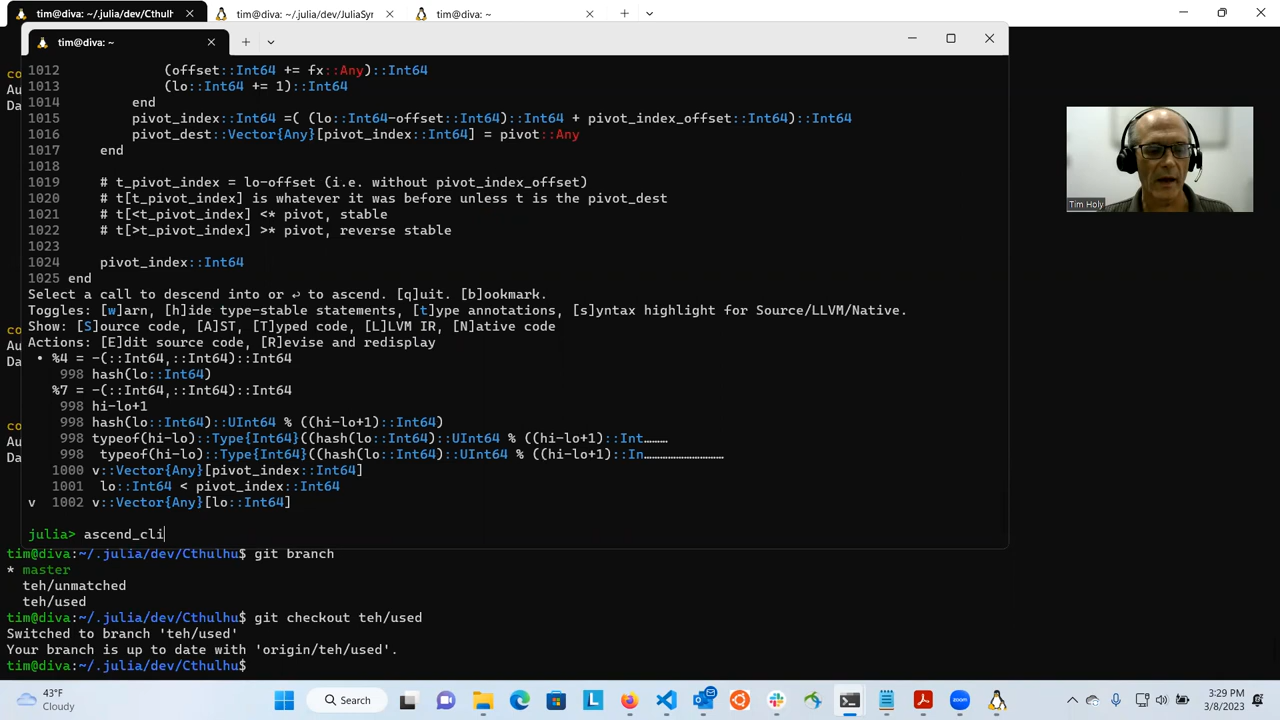 tim@diva: ~/.julia/dev/Cthulh
tim@diva: ~/.julia/dev/JuliaSyr
tim@diva: ~
tim@diva: ~
1012 (offset::Int64 += fx::Any)::Int64
1013 (lo::Int64 += 1)::Int64
1014 end
1015 pivot_index::Int64 =( (lo::Int64-offset::Int64)::Int64 + pivot_index_offset::Int64)::Int64
1016 pivot_dest::Vector{Any}[pivot_index::Int64] = pivot::Any
1017 end
1018
1019 # t_pivot_index = lo-offset (i.e. without pivot_index_offset)
1020 # t[t_pivot_index] is whatever it was before unless t is the pivot_dest
1021 # t[<t_pivot_index] <* pivot, stable
1022 # t[>t_pivot_index] >* pivot, reverse stable
1023
1024 pivot_index::Int64
1025 end
Select a call to descend into or ↩ to ascend. [q]uit. [b]ookmark.
Toggles: [w]arn, [h]ide type-stable statements, [t]ype annotations, [s]yntax highlight for Source/LLVM/Native.
Show: [S]ource code, [A]ST, [T]yped code, [L]LVM IR, [N]ative code
Actions: [E]dit source code, [R]evise and redisplay
• %4 = -(::Int64,::Int64)::Int64
998 hash(lo::Int64)
%7 = -(::Int64,::Int64)::Int64
998 hi-lo+1
998 hash(lo::Int64)::UInt64 % ((hi-lo+1)::Int64)
998 typeof(hi-lo)::Type{Int64}((hash(lo::Int64)::UInt64 % ((hi-lo+1)::Int………
998 typeof(hi-lo)::Type{Int64}((hash(lo::Int64)::UInt64 % ((hi-lo+1)::In…………………………
1000 v::Vector{Any}[pivot_index::Int64]
1001 lo::Int64 < pivot_index::Int64
v 1002 v::Vector{Any}[lo::Int64]
julia> ascend_cli
co
Au
Da
co
Au
Da
co
Au
Da
tim@diva:~/.julia/dev/Cthulhu$ git branch
* master
teh/unmatched
teh/used
tim@diva:~/.julia/dev/Cthulhu$ git checkout teh/used
Switched to branch 'teh/used'
Your branch is up to date with 'origin/teh/used'.
tim@diva:~/.julia/dev/Cthulhu$
Tim Holy
43°F
Cloudy
Search
3:29 PM
3/8/2023